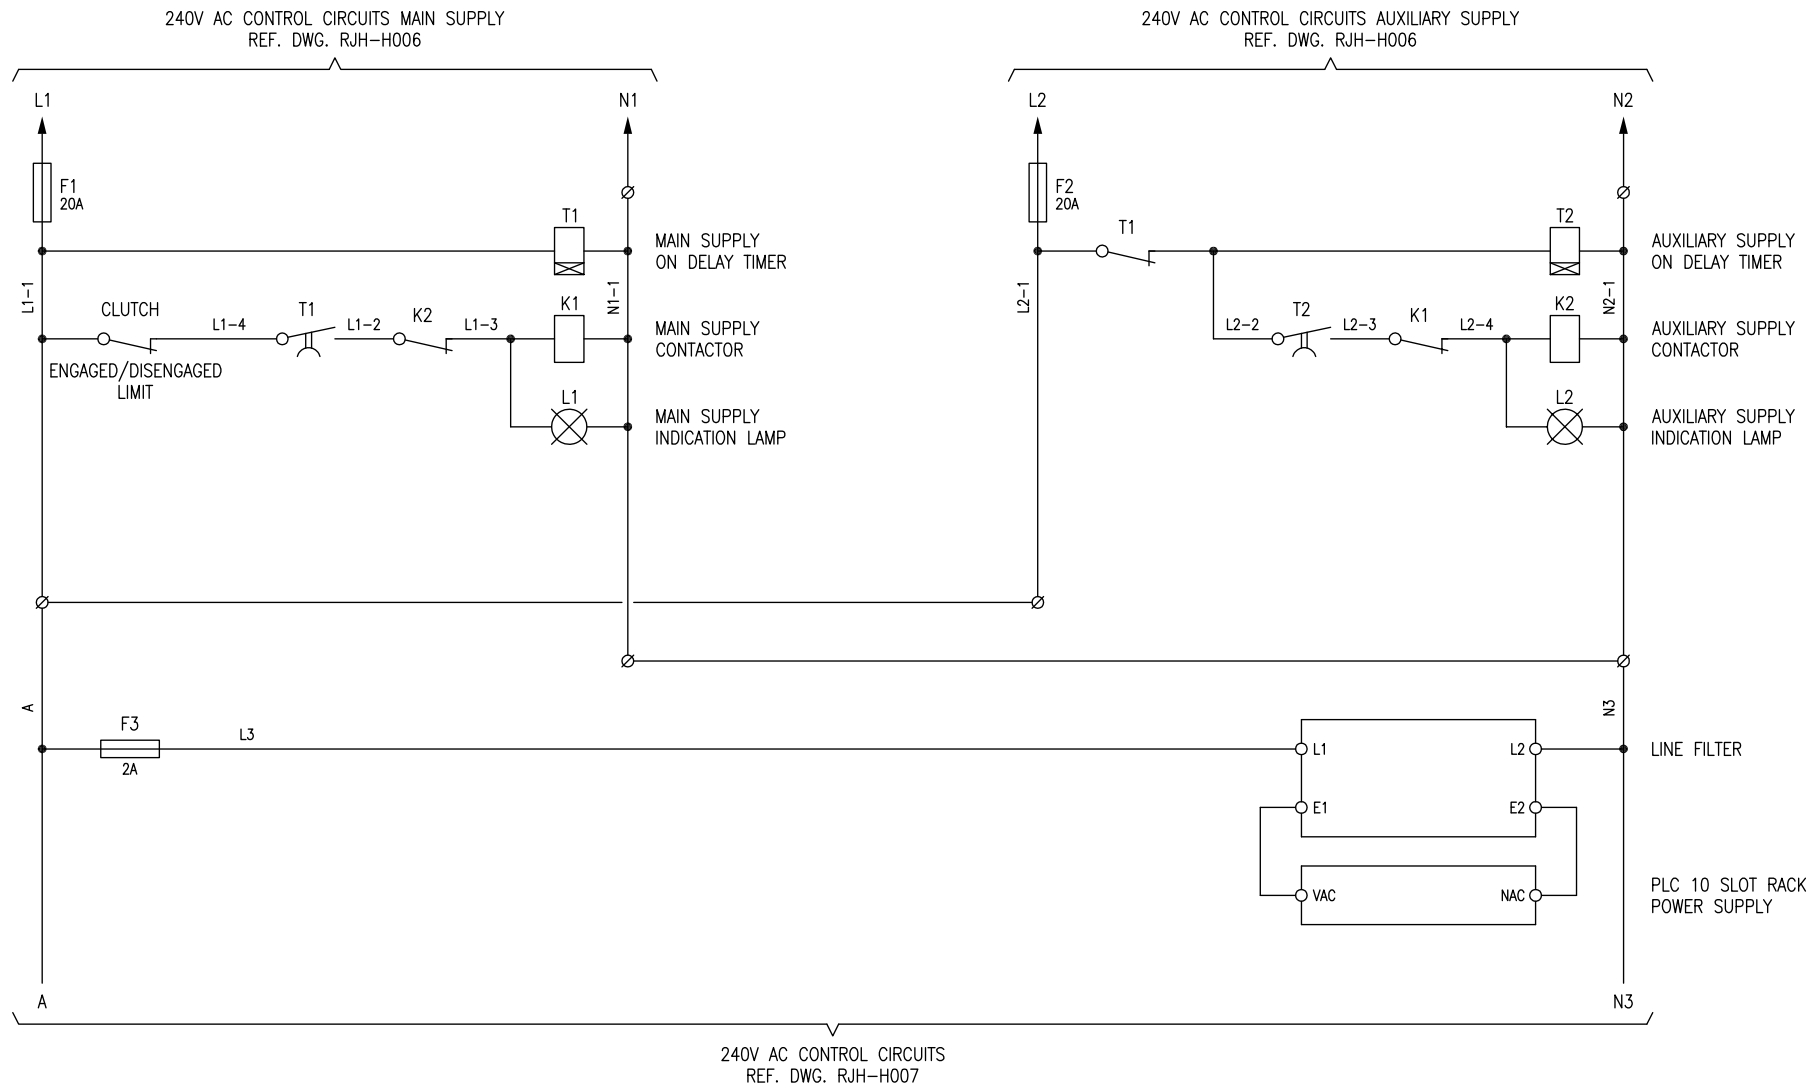 240V AC CONTROL CIRCUITS MAIN SUPPLY
REF. DWG. RJH-H006
240V AC CONTROL CIRCUITS AUXILIARY SUPPLY
REF. DWG. RJH-H006
L1
N1
L2
N2
F1
20A
T1
MAIN SUPPLY
ON DELAY TIMER
F2
20A
T1
T2
AUXILIARY SUPPLY
ON DELAY TIMER
L1-1
CLUTCH
L1-4
T1
L1-2
K2
L1-3
K1
N1-1
MAIN SUPPLY
CONTACTOR
ENGAGED/DISENGAGED
LIMIT
L1
MAIN SUPPLY
INDICATION LAMP
L2-1
L2-2
T2
L2-3
K1
L2-4
K2
N2-1
AUXILIARY SUPPLY
CONTACTOR
L2
AUXILIARY SUPPLY
INDICATION LAMP
A
F3
2A
L3
N3
L1
L2
LINE FILTER
E1
E2
VAC
NAC
PLC 10 SLOT RACK
POWER SUPPLY
A
N3
240V AC CONTROL CIRCUITS
REF. DWG. RJH-H007